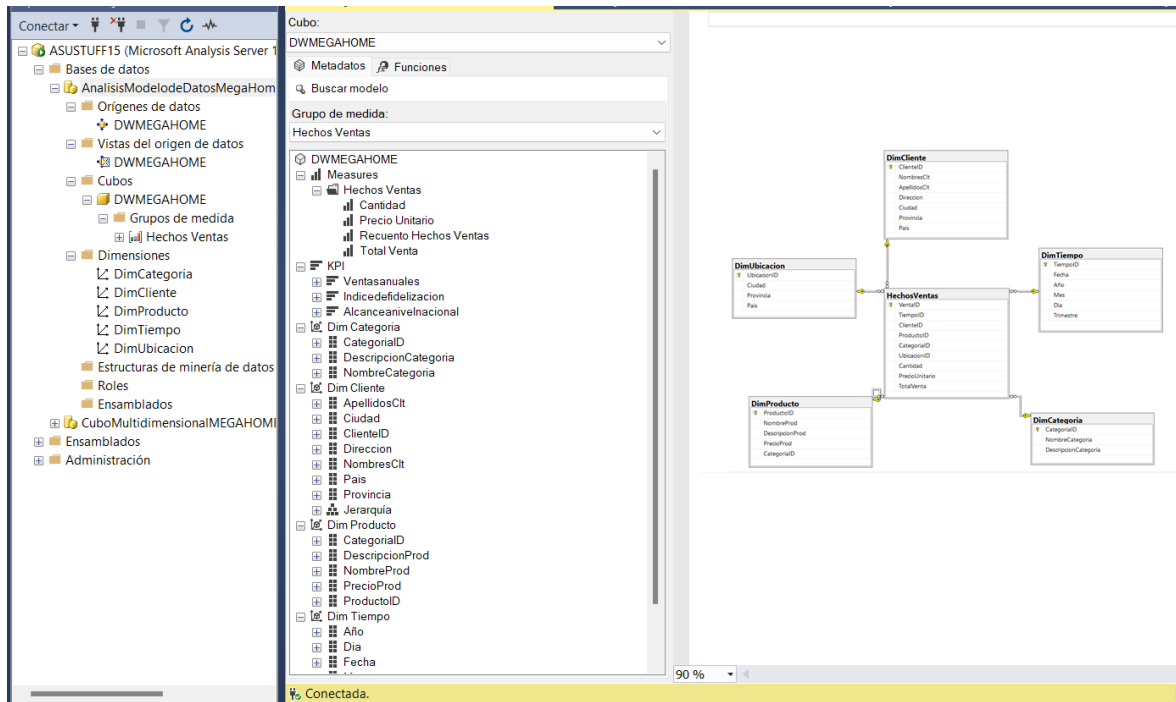 Conectar
ASUSTUFF15 (Microsoft Analysis Server 1
Bases de datos
AnalisisModelodeDatosMegaHom
Orígenes de datos
DWMEGAHOME
Vistas del origen de datos
DWMEGAHOME
Cubos
DWMEGAHOME
Grupos de medida
Hechos Ventas
Dimensiones
DimCategoria
DimCliente
DimProducto
DimTiempo
DimUbicacion
Estructuras de minería de datos
Roles
Ensamblados
CuboMultidimensionalMEGAHOME
Ensamblados
Administración
Cubo:
DWMEGAHOME
Metadatos
Funciones
Buscar modelo
Grupo de medida:
Hechos Ventas
DWMEGAHOME
Measures
Hechos Ventas
Cantidad
Precio Unitario
Recuento Hechos Ventas
Total Venta
KPI
Ventasanuales
Indicedefidelizacion
Alcanceanivelnacional
Dim Categoria
CategoriaID
DescripcionCategoria
NombreCategoria
Dim Cliente
ApellidosClt
Ciudad
ClienteID
Direccion
NombresClt
Pais
Provincia
Jerarquía
Dim Producto
CategoriaID
DescripcionProd
NombreProd
PrecioProd
ProductoID
Dim Tiempo
Año
Dia
Fecha
90 %
Conectada.
DimCliente
ClienteID
NombresClt
ApelidosClt
Direccion
Ciudad
Provincia
Pais
DimUbicacion
UbicacionID
Ciudad
Provincia
Pais
HechosVentas
VentaID
TiempoID
ClienteID
ProductoID
CategoriaID
UbicacionID
Cantidad
PrecioUnitario
TotalVenta
DimTiempo
TiempoID
Fecha
Año
Mes
Dia
Trimestre
DimProducto
ProductoID
NombreProd
DescripcionProd
PrecioProd
CategoriaID
DimCategoria
CategoriaID
NombreCategoria
DescripcionCategoria